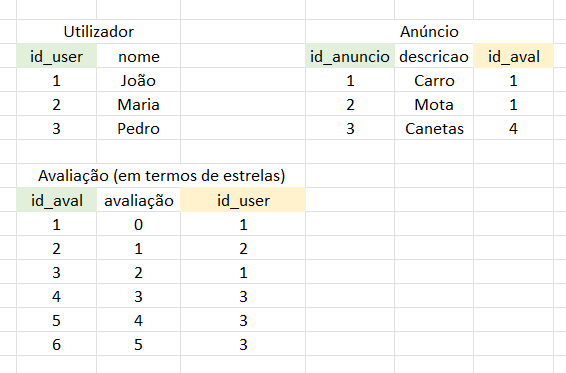 Utilizador Anúncio
id_user nome id_anuncio descricao id_aval
1 João 1 Carro 1
2 Maria 2 Mota 1
3 Pedro 3 Canetas 4
Avaliação (em termos de estrelas)
id_aval avaliação id_user
1 0 1
2 1 2
3 2 1
4 3 3
5 4 3
6 5 3